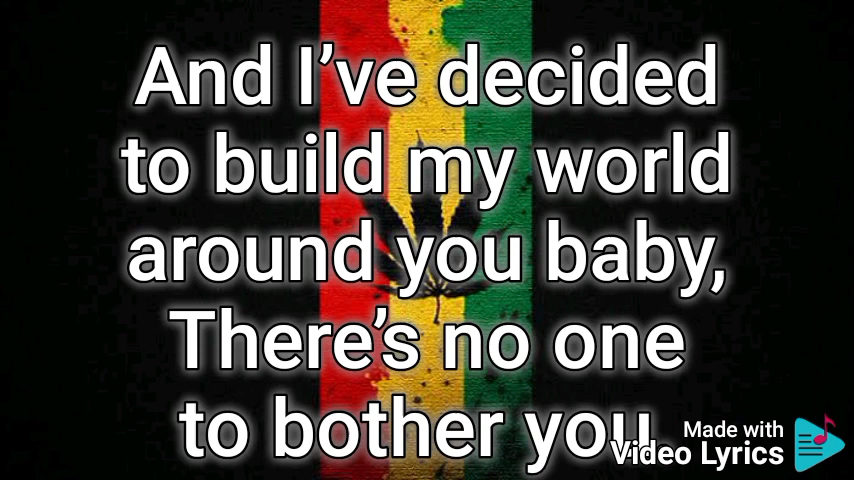 And I’ve decided
to build my world
around you baby,
There’s no one
to bother you
Made with
Video Lyrics